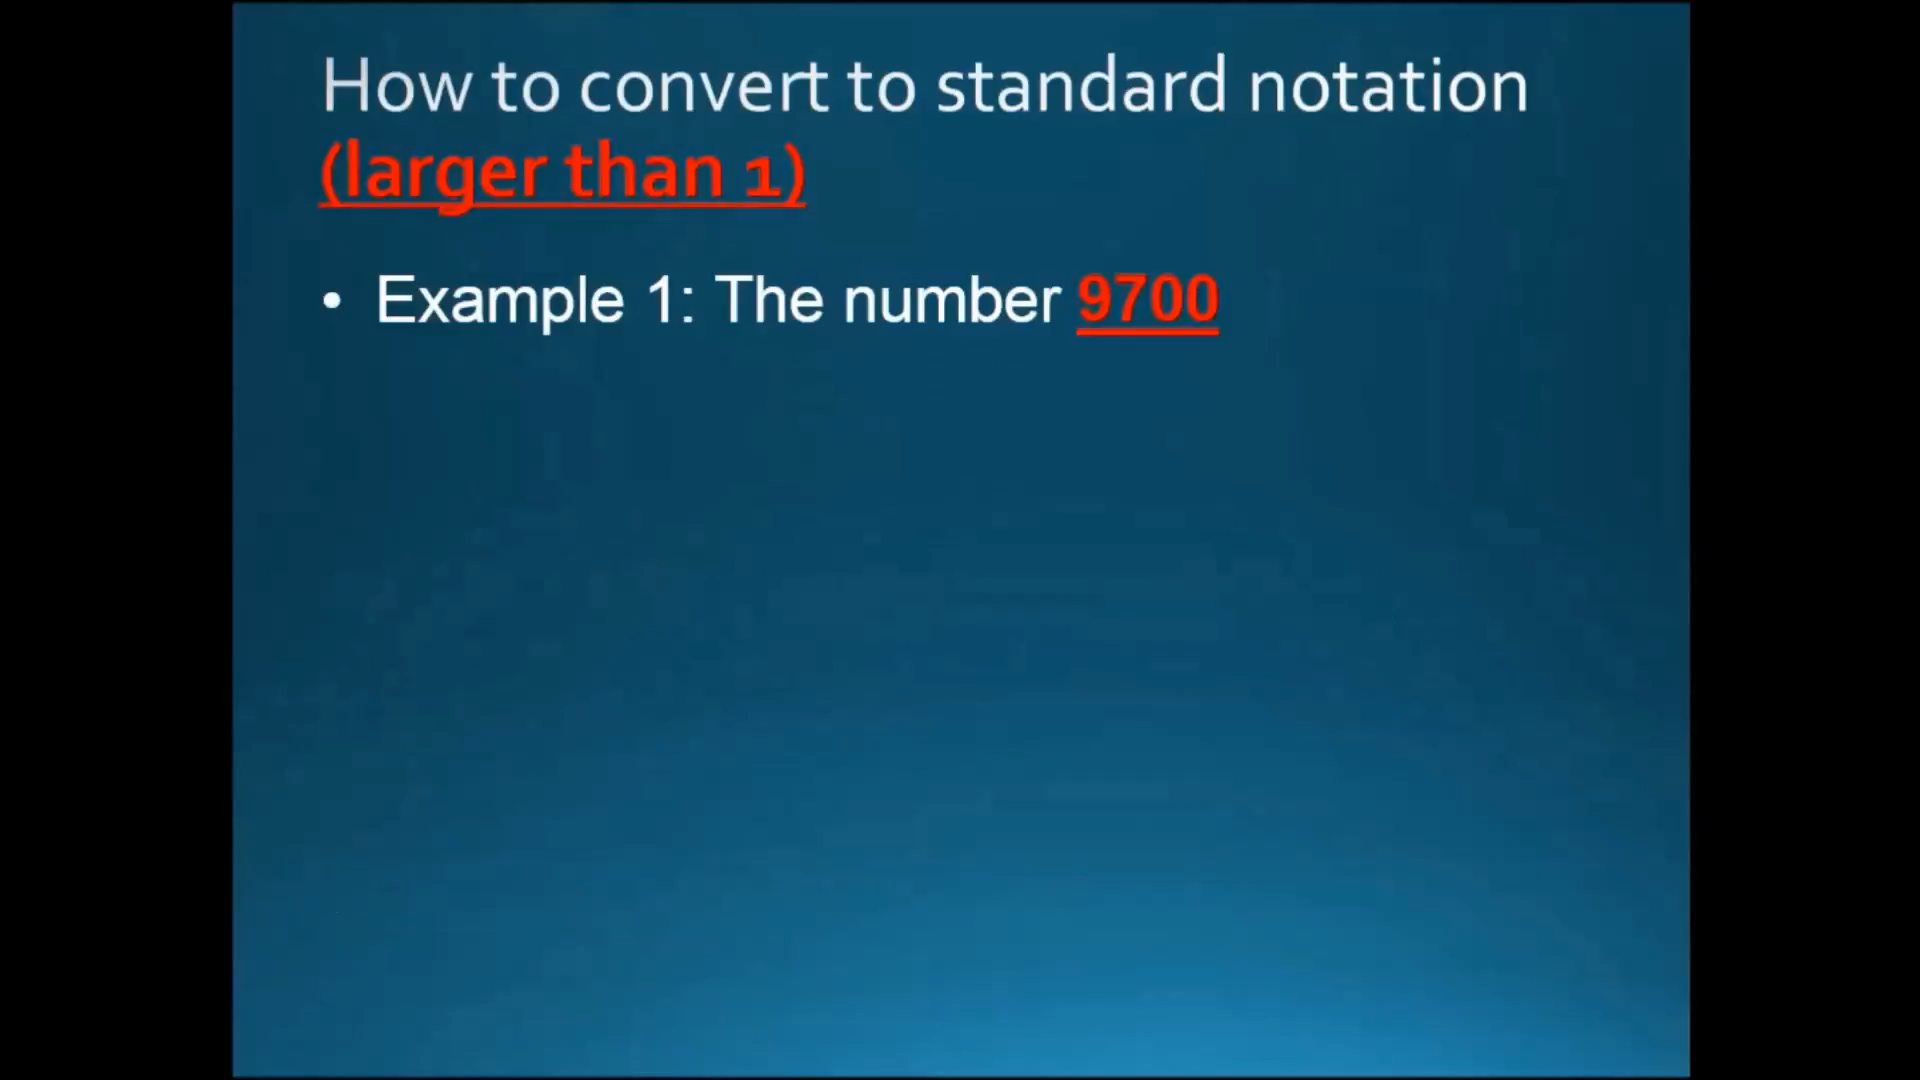 How to convert to standard notation
(larger than 1)
• Example 1: The number 9700